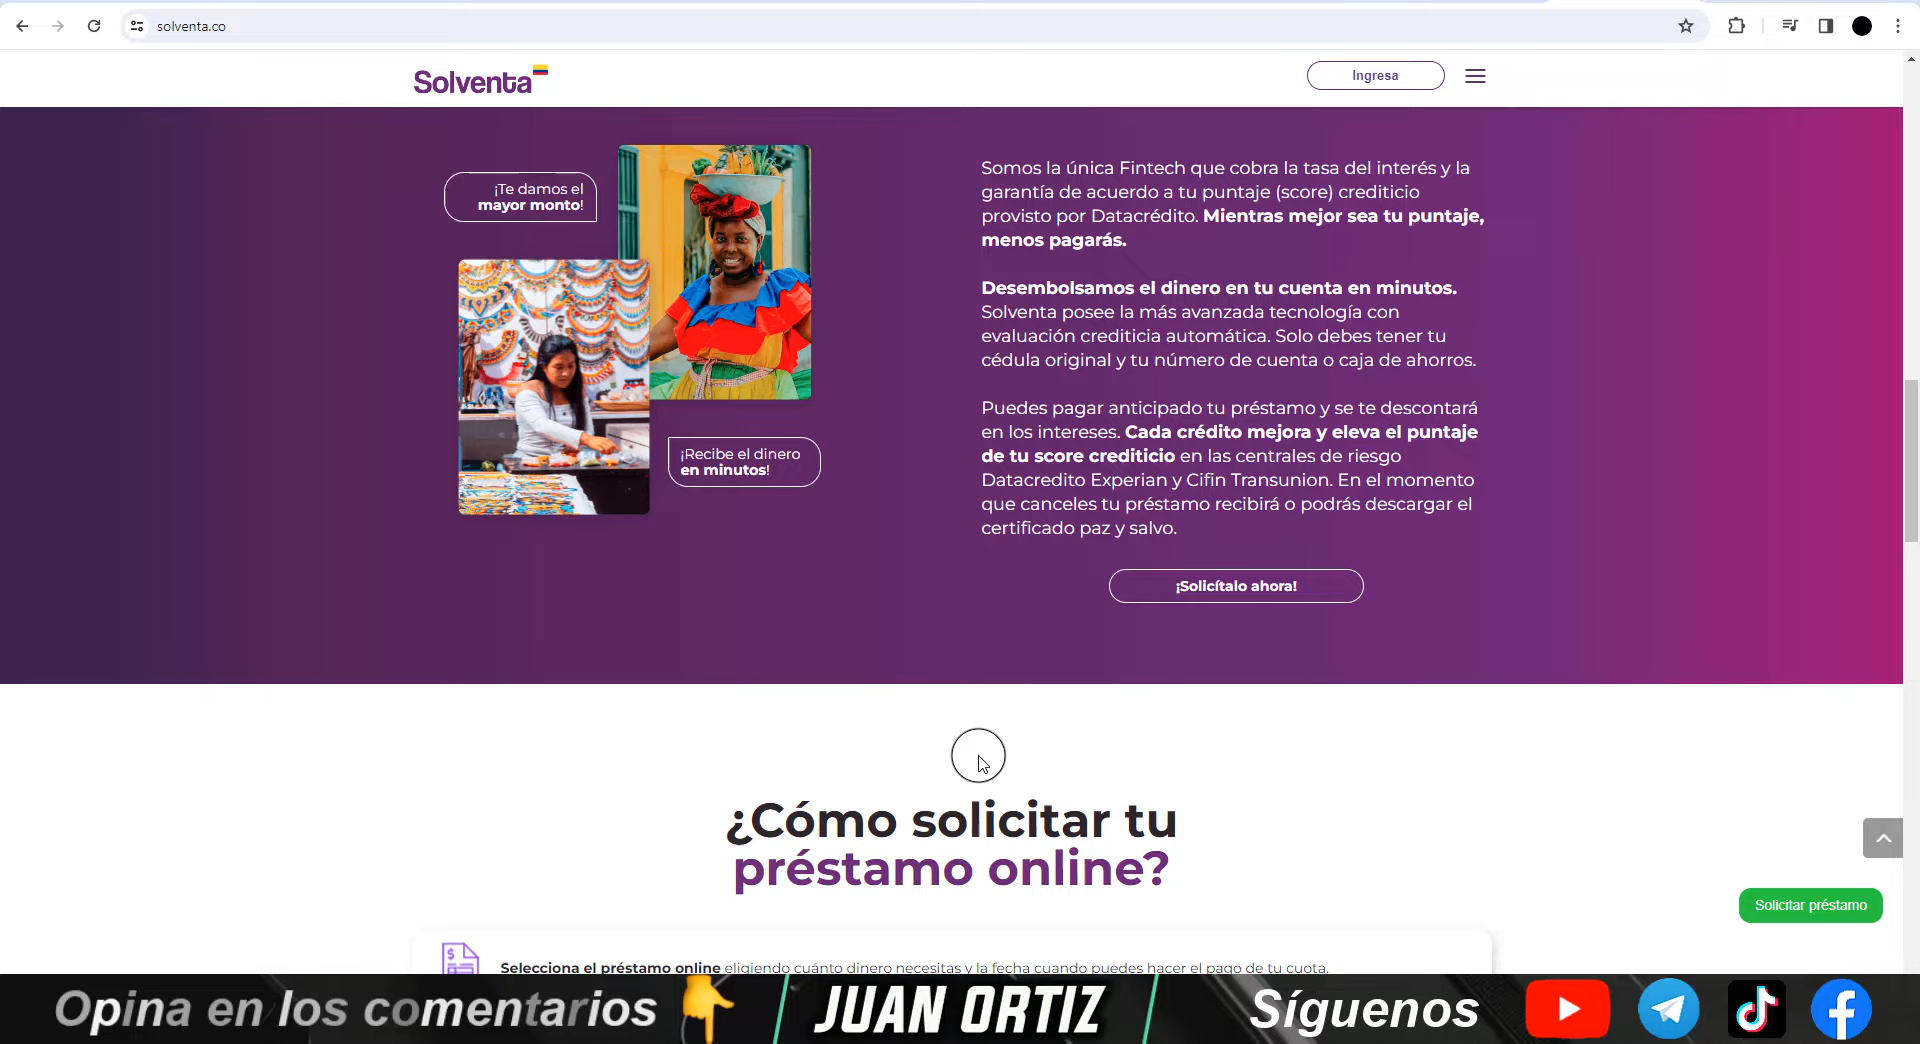 solventa.co
Solventa
Ingresa
¡Te damos el
mayor monto!
¡Recibe el dinero
en minutos!
Somos la única Fintech que cobra la tasa del interés y la
garantía de acuerdo a tu puntaje (score) crediticio
provisto por Datacrédito. Mientras mejor sea tu puntaje,
menos pagarás.
Desembolsamos el dinero en tu cuenta en minutos.
Solventa posee la más avanzada tecnología con
evaluación crediticia automática. Solo debes tener tu
cédula original y tu número de cuenta o caja de ahorros.
Puedes pagar anticipado tu préstamo y se te descontará
en los intereses. Cada crédito mejora y eleva el puntaje
de tu score crediticio en las centrales de riesgo
Datacredito Experian y Cifin Transunion. En el momento
que canceles tu préstamo recibirá o podrás descargar el
certificado paz y salvo.
¡Solicítalo ahora!
¿Cómo solicitar tu
préstamo online?
Solicitar préstamo
Selecciona el préstamo online eligiendo cuánto dinero necesitas y la fecha cuando puedes hacer el pago de tu cuota.
Opina en los comentarios
JUAN ORTIZ
Síguenos